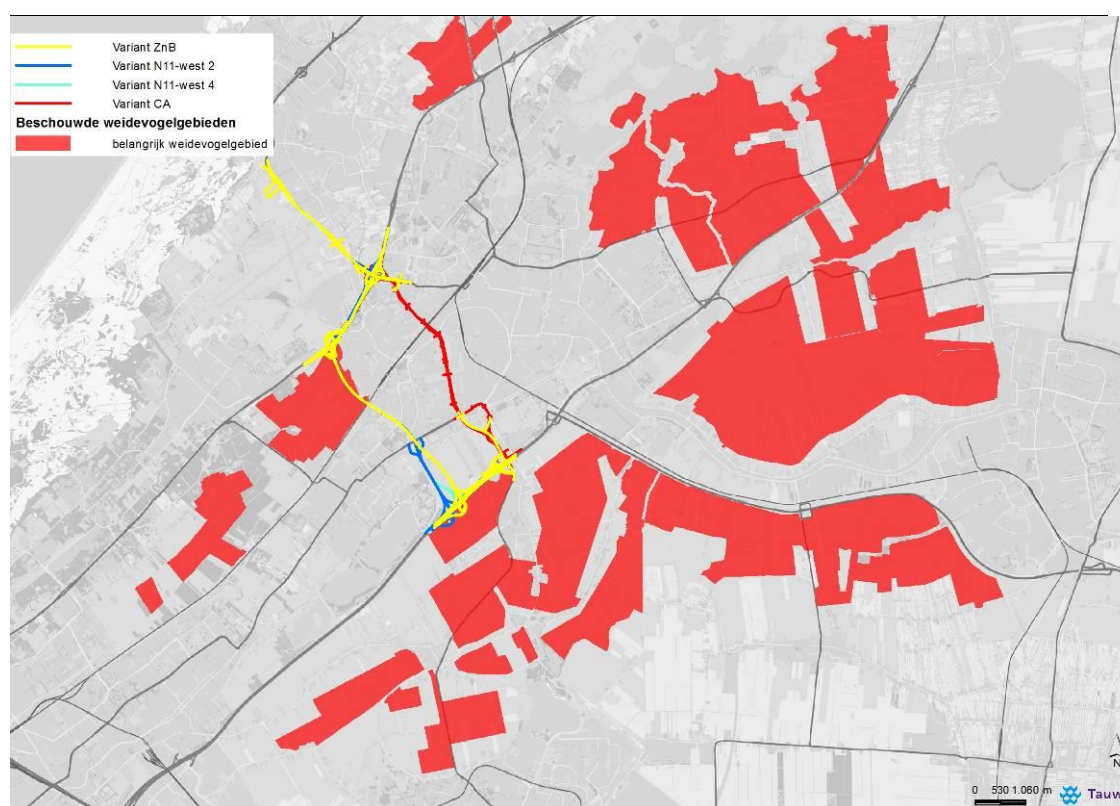 Variant ZnB
Variant N11-west 2
Variant N11-west 4
Variant CA
Beschouwde weidevogelgebieden
belangrijk weidevogelgebied
N
0 530 1.060 m
Tauw